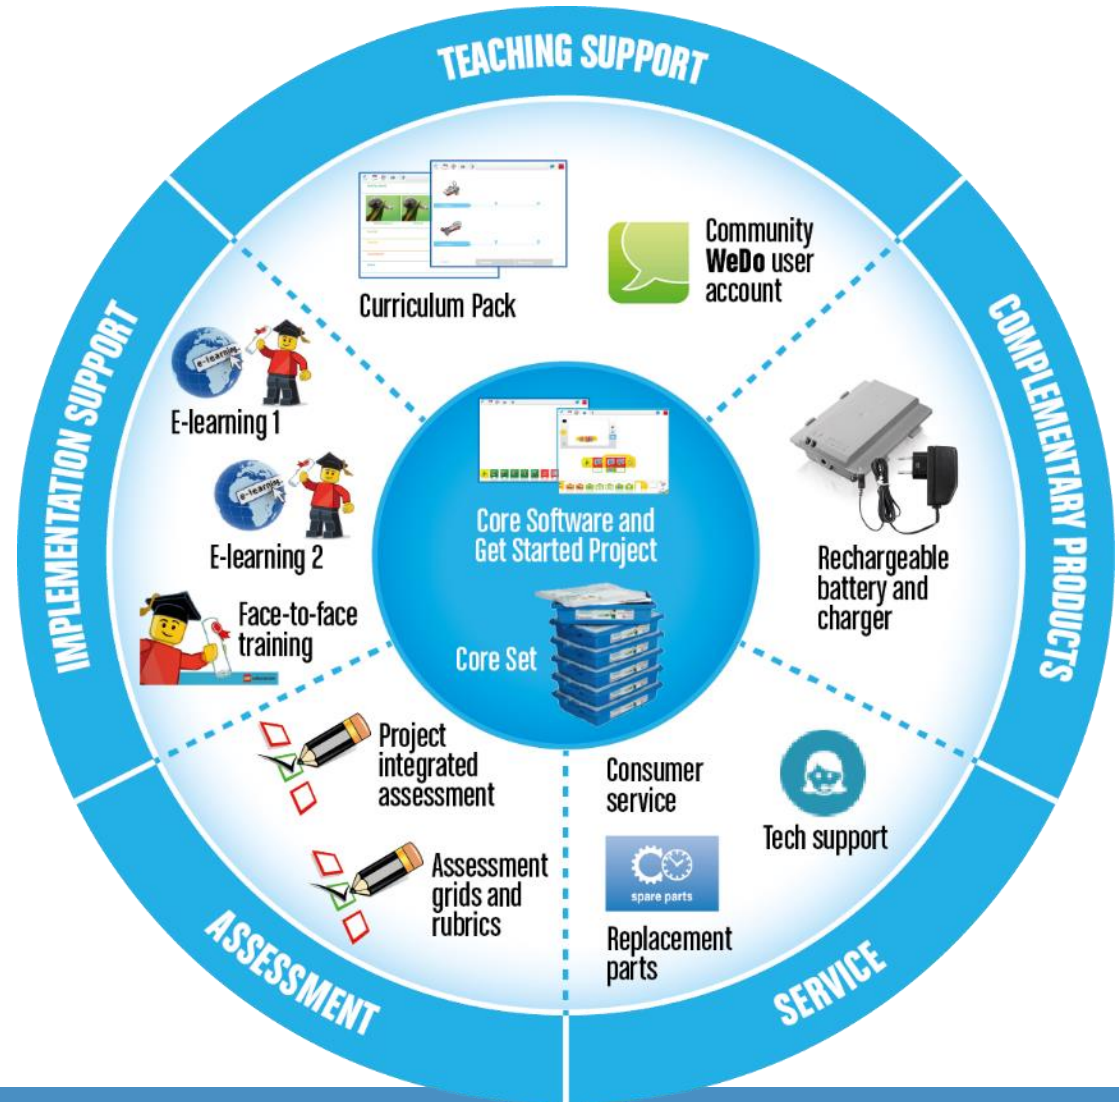 TEACHING SUPPORT
Curriculum Pack
Community
WeDo user
account
COMPLEMENTARY PRODUCTS
Rechargeable
battery and
charger
SERVICE
Consumer
service
Tech support
spare parts
Replacement
parts
ASSESSMENT
Project
integrated
assessment
Assessment
grids and
rubrics
IMPLEMENTATION SUPPORT
e-learning
E-learning 1
e-learning
E-learning 2
Face-to-face
training
Core Software and
Get Started Project
Core Set